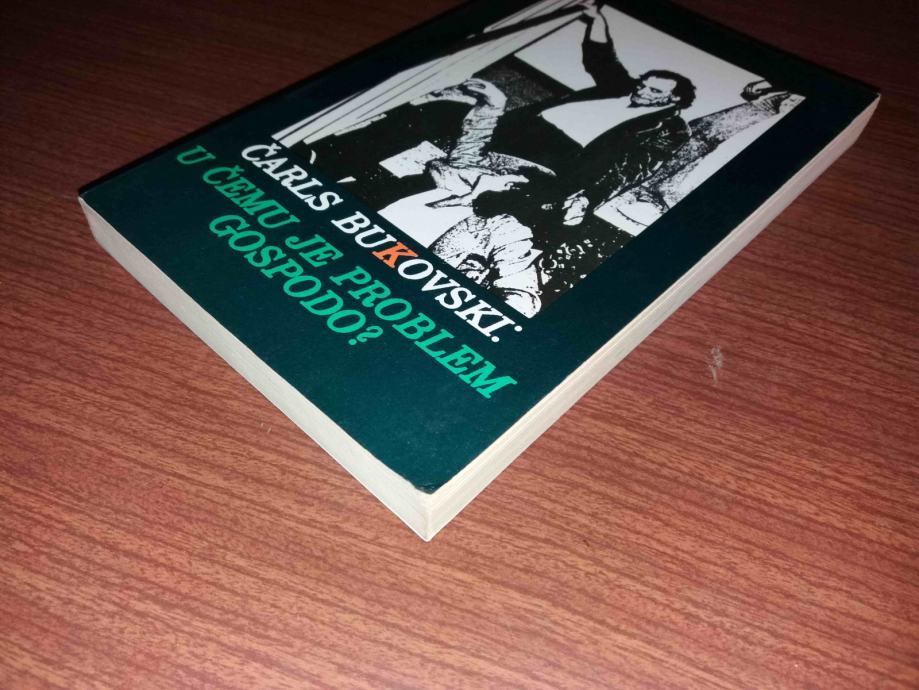 ČARLS BUKOVSKI:
U ČEMU JE PROBLEM
GOSPODO?